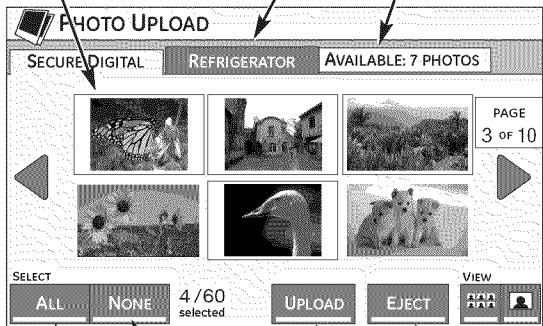 PHOTO UPLOAD
SECURE DIGITAL REFRIGERATOR AVAILABLE: 7 PHOTOS
PAGE
3 OF 10
SELECT
VIEW
ALL NONE 4/60 UPLOAD EJECT
selected